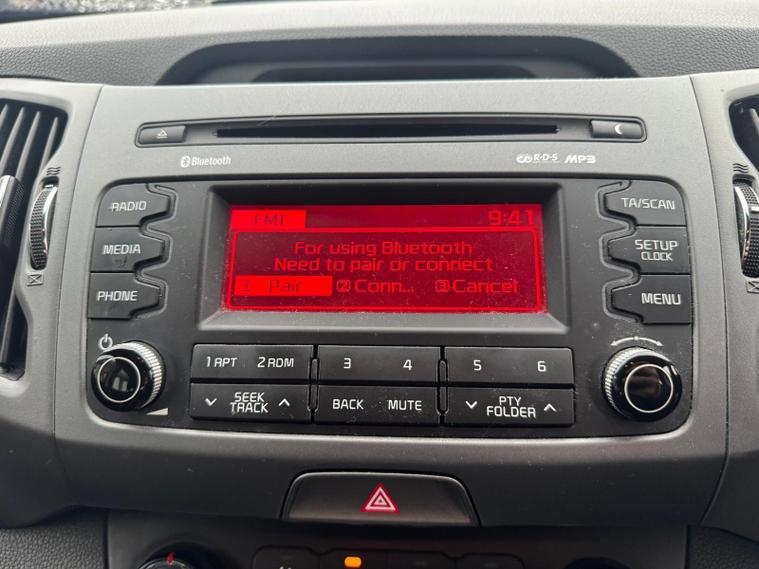 Bluetooth
R·D·S MP3
RADIO
MEDIA
PHONE
TA/SCAN
SETUP
CLOCK
MENU
FM1 9:41
For using Bluetooth
Need to pair or connect
1 Pair 2 Conn... 3 Cancel
1 RPT 2 RDM 3 4 5 6
SEEK
TRACK
BACK MUTE
PTY
FOLDER